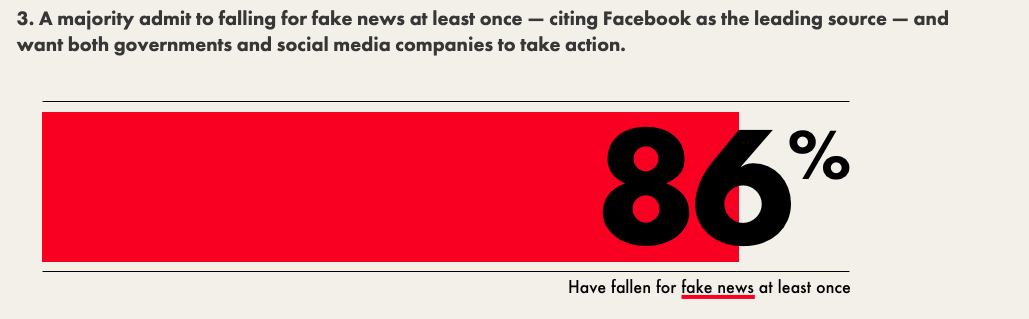 3. A majority admit to falling for fake news at least once — citing Facebook as the leading source — and
want both governments and social media companies to take action.
86%
Have fallen for fake news at least once